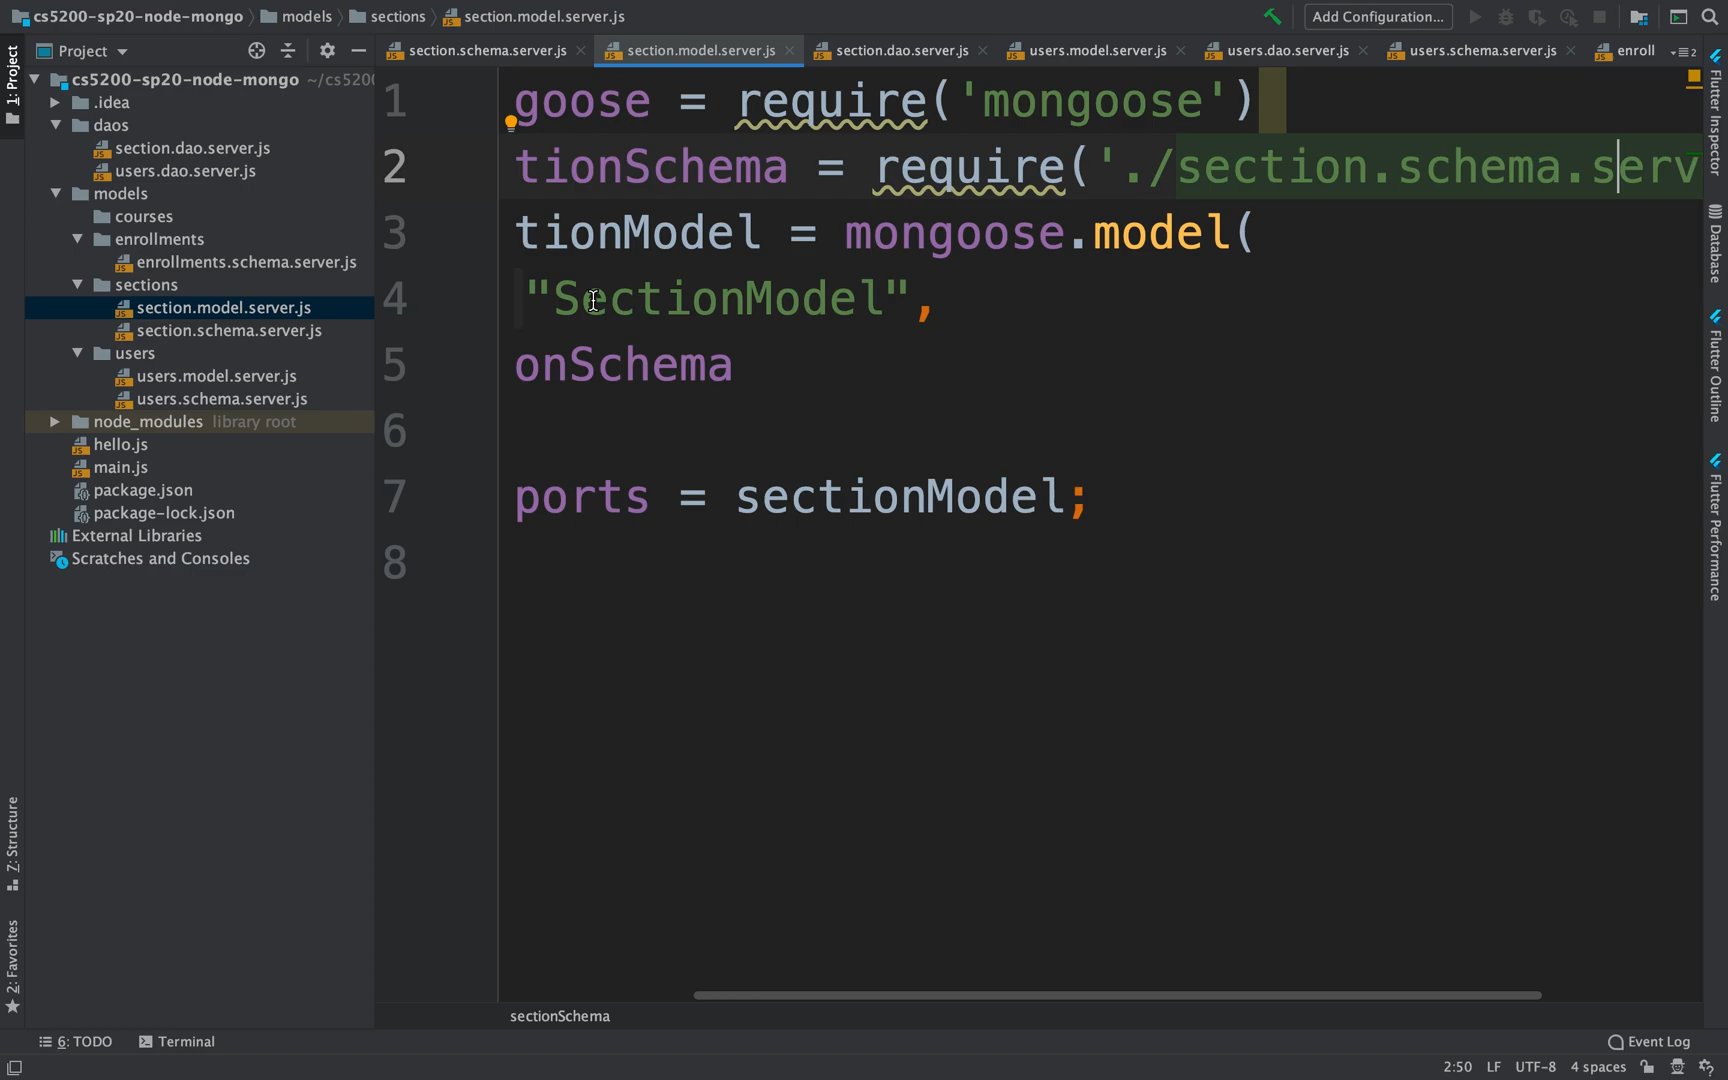 cs5200-sp20-node-mongo models sections section.model.server.js Add Configuration...
1: Project
Project
section.schema.server.js section.model.server.js section.dao.server.js users.model.server.js users.dao.server.js users.schema.server.js enroll
2
cs5200-sp20-node-mongo ~/cs5200
.idea
daos
section.dao.server.js
users.dao.server.js
models
courses
enrollments
enrollments.schema.server.js
sections
section.model.server.js
section.schema.server.js
users
users.model.server.js
users.schema.server.js
node_modules library root
hello.js
main.js
package.json
package-lock.json
External Libraries
Scratches and Consoles
1 goose = require('mongoose')
2 tionSchema = require('./section.schema.serv
3 tionModel = mongoose.model(
4 "SectionModel",
5 onSchema
6
7 ports = sectionModel;
8
sectionSchema
Flutter Inspector
Database
Flutter Outline
Flutter Performance
Z: Structure
2: Favorites
6: TODO Terminal Event Log
2:50 LF UTF-8 4 spaces